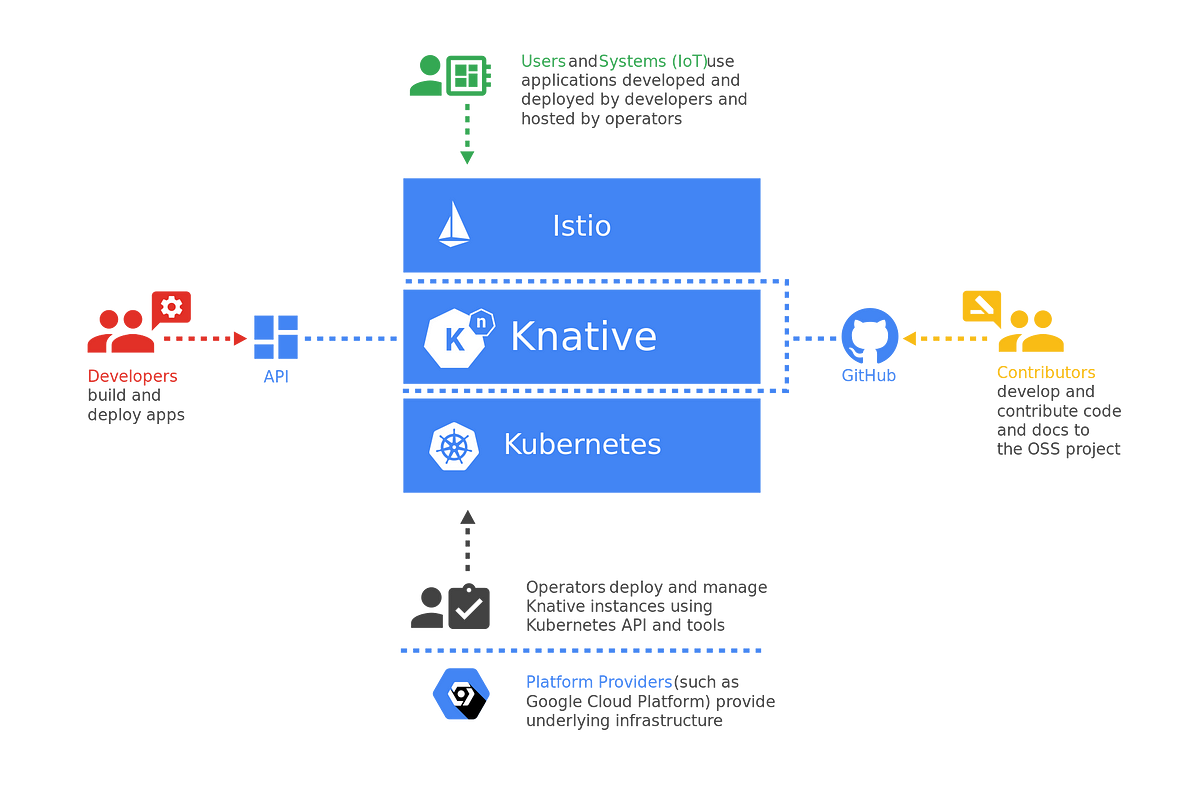 Users and Systems (IoT) use
applications developed and
deployed by developers and
hosted by operators
Istio
K
n
Knative
Developers
build and
deploy apps
API
GitHub
Contributors
develop and
contribute code
and docs to
the OSS project
Kubernetes
Operators deploy and manage
Knative instances using
Kubernetes API and tools
Platform Providers (such as
Google Cloud Platform) provide
underlying infrastructure